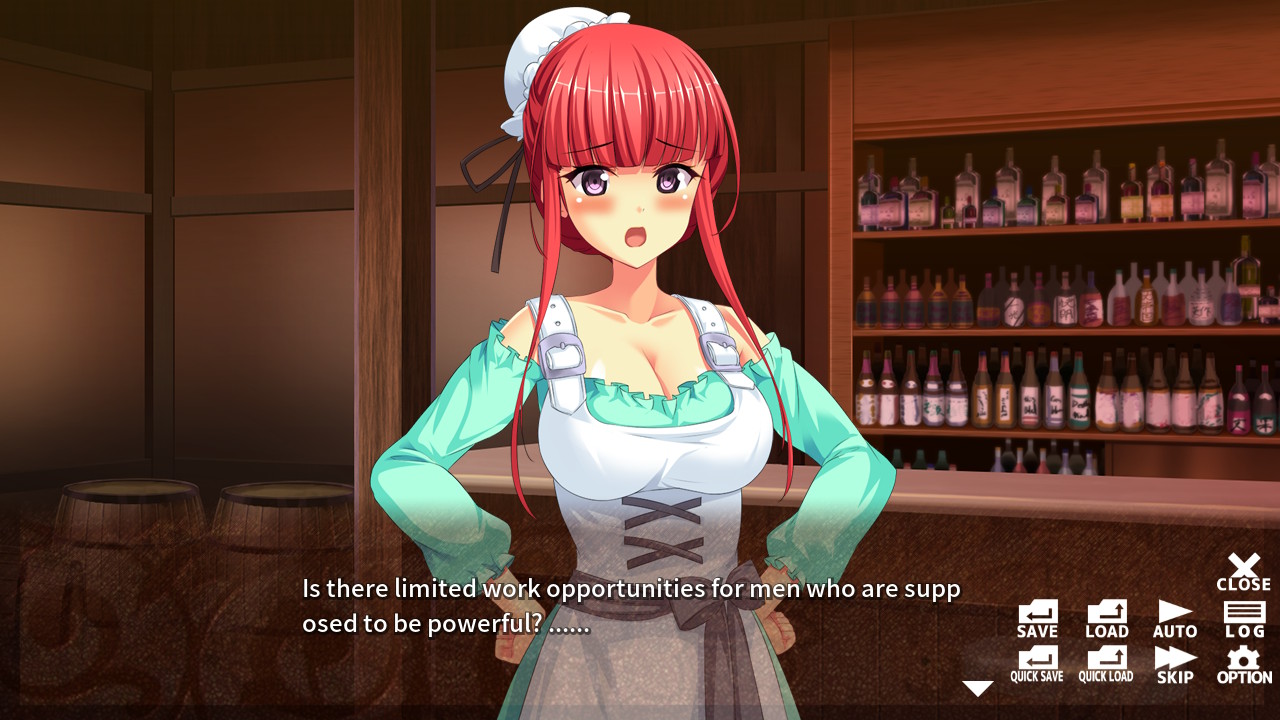 Is there limited work opportunities for men who are supp
osed to be powerful? ......
CLOSE
SAVE
LOAD
AUTO
LOG
QUICK SAVE
QUICK LOAD
SKIP
OPTION